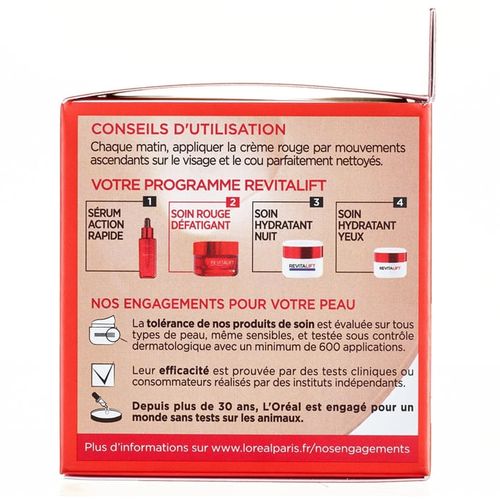 CONSEILS D'UTILISATION
Chaque matin, appliquer la crème rouge par mouvements
ascendants sur le visage et le cou parfaitement nettoyés.
VOTRE PROGRAMME REVITALIFT
1
SÉRUM
ACTION
RAPIDE
2
SOIN ROUGE
DÉFATIGANT
REVITALIFT
3
SOIN
HYDRATANT
NUIT
REVITALIFT
4
SOIN
HYDRATANT
YEUX
REVITALIFT
NOS ENGAGEMENTS POUR VOTRE PEAU
La tolérance de nos produits de soin est évaluée sur tous
types de peau, même sensibles, et testée sous contrôle
dermatologique avec un minimum de 600 applications.
Leur efficacité est prouvée par des tests cliniques ou
consommateurs réalisés par des instituts indépendants.
Depuis plus de 30 ans, L'Oréal est engagé pour un
monde sans tests sur les animaux.
Plus d'informations sur www.lorealparis.fr/nosengagements